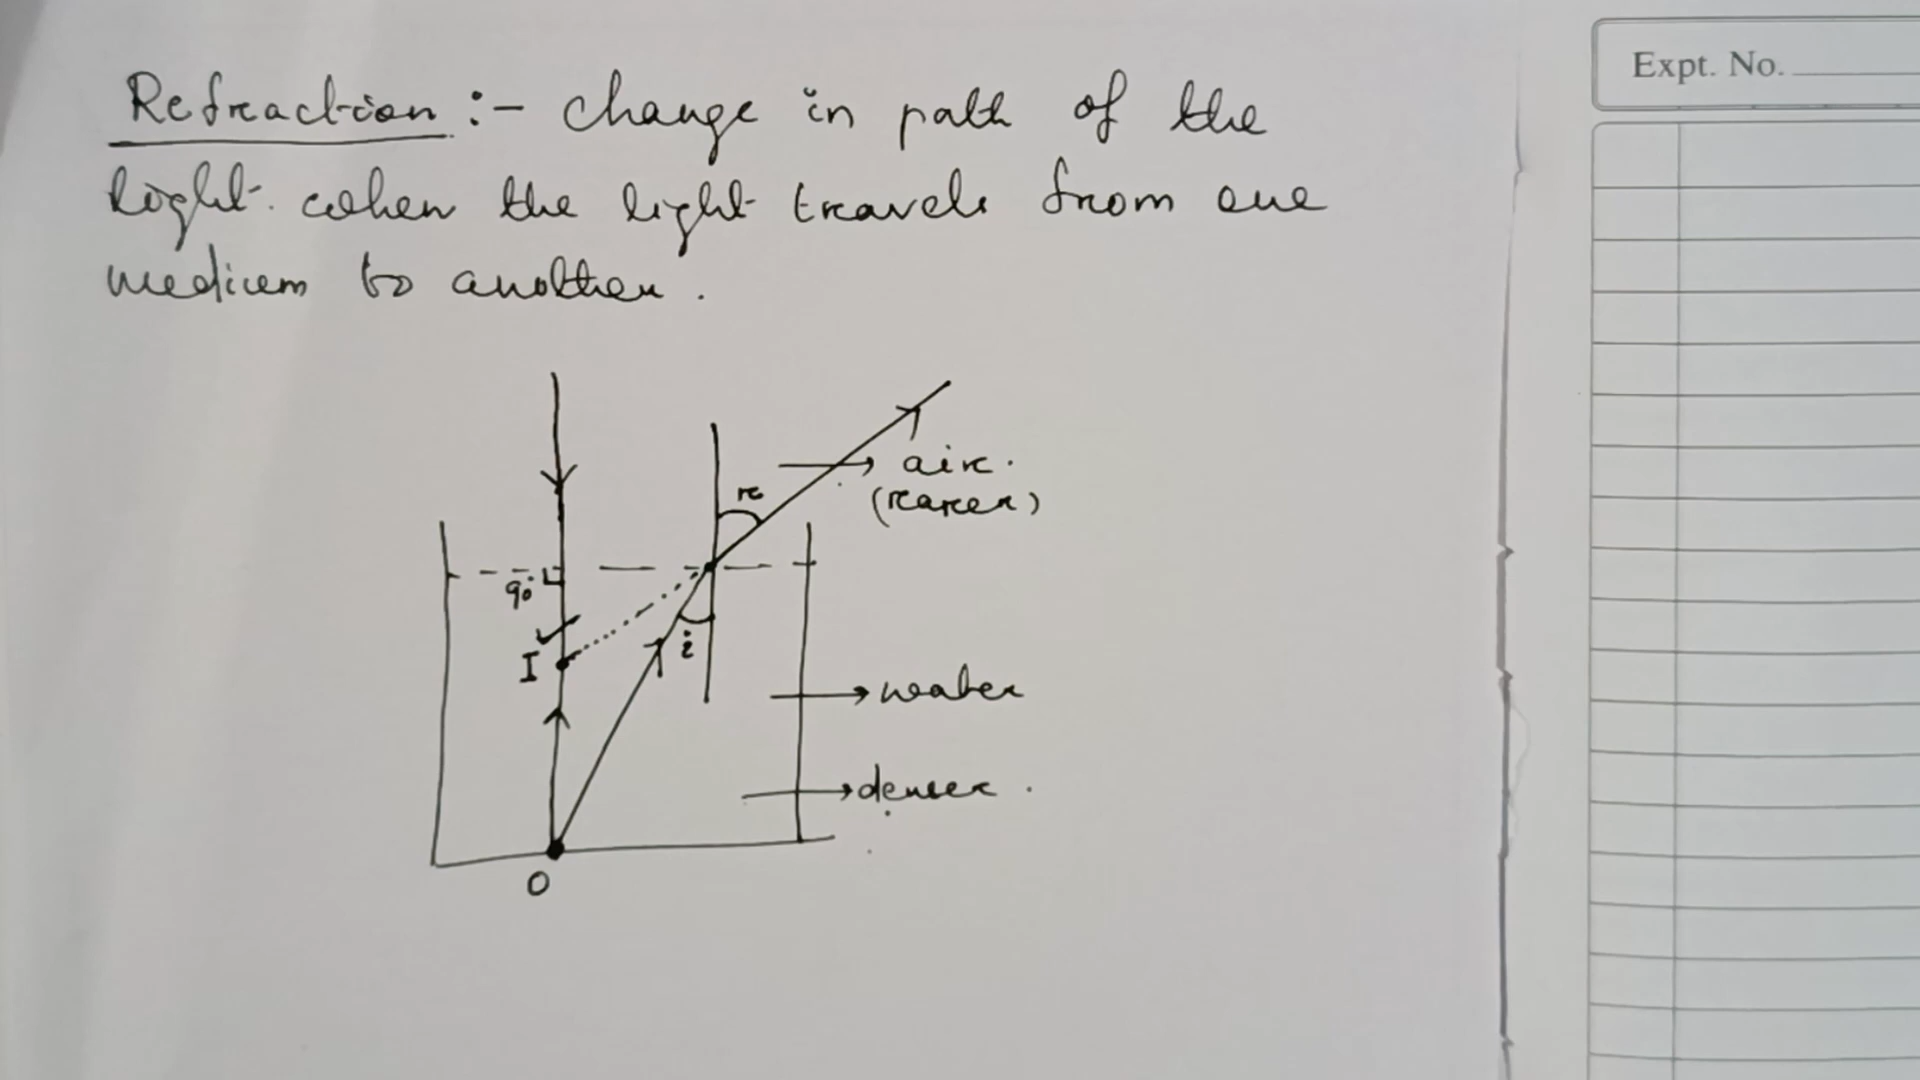 Refraction :- change in path of the
light when the light travels from one
medium to another.
Expt. No.
r
air.
(rarer)
90°
I
i
water
denser.
O